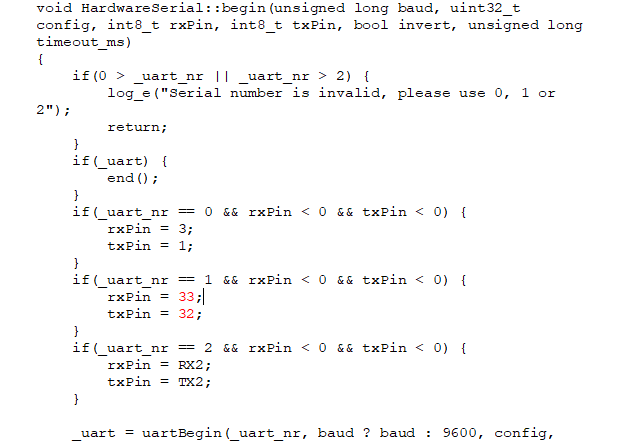 void HardwareSerial::begin(unsigned long baud, uint32_t
config, int8_t rxPin, int8_t txPin, bool invert, unsigned long
timeout_ms)
{
    if(0 > _uart_nr || _uart_nr > 2) {
        log_e("Serial number is invalid, please use 0, 1 or
2");
        return;
    }
    if(_uart) {
        end();
    }
    if(_uart_nr == 0 && rxPin < 0 && txPin < 0) {
        rxPin = 3;
        txPin = 1;
    }
    if(_uart_nr == 1 && rxPin < 0 && txPin < 0) {
        rxPin = 33;
        txPin = 32;
    }
    if(_uart_nr == 2 && rxPin < 0 && txPin < 0) {
        rxPin = RX2;
        txPin = TX2;
    }
    _uart = uartBegin(_uart_nr, baud ? baud : 9600, config,